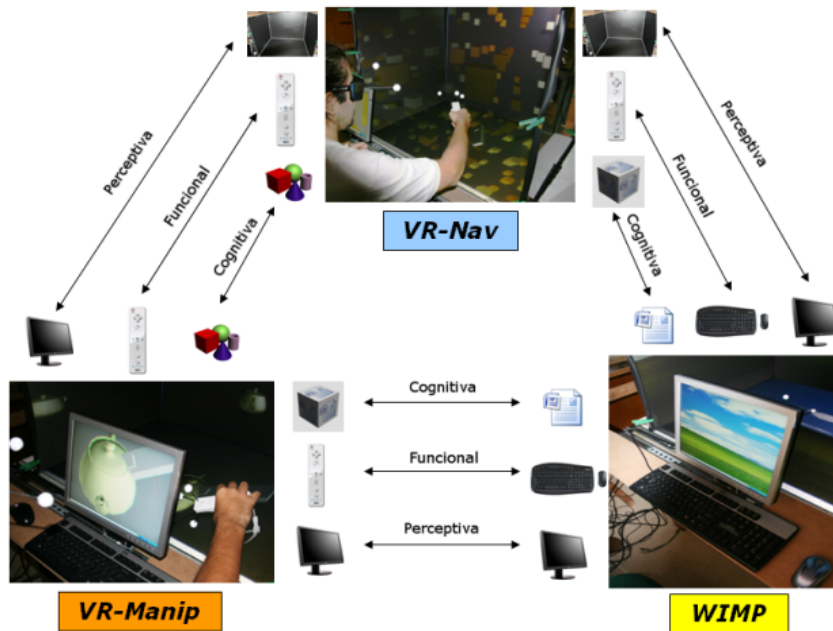 Perceptiva
Funcional
Cognitiva
VR-Nav
Perceptiva
Funcional
Cognitiva
Cognitiva
Funcional
Perceptiva
VR-Manip
WIMP